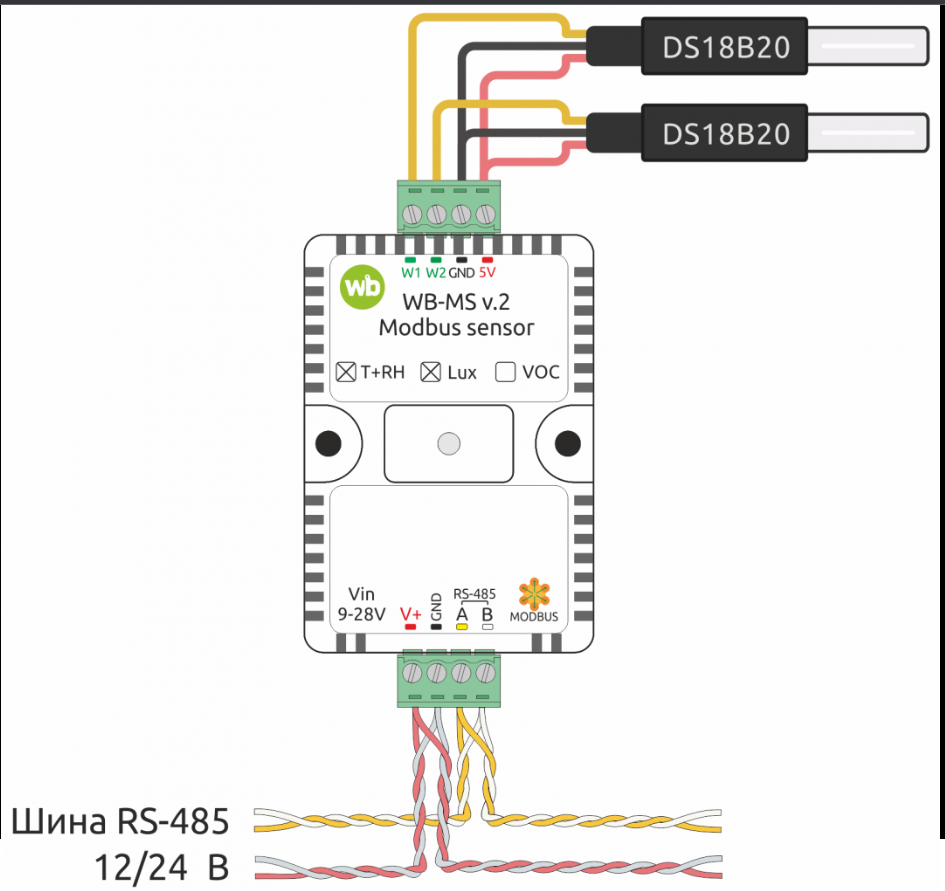 DS18B20
DS18B20
W1 W2 GND 5V
wb
WB-MS v.2
Modbus sensor
T+RH Lux VOC
Vin
9-28V
V+ GND
RS-485
A B
MODBUS
Шина RS-485
12/24 В